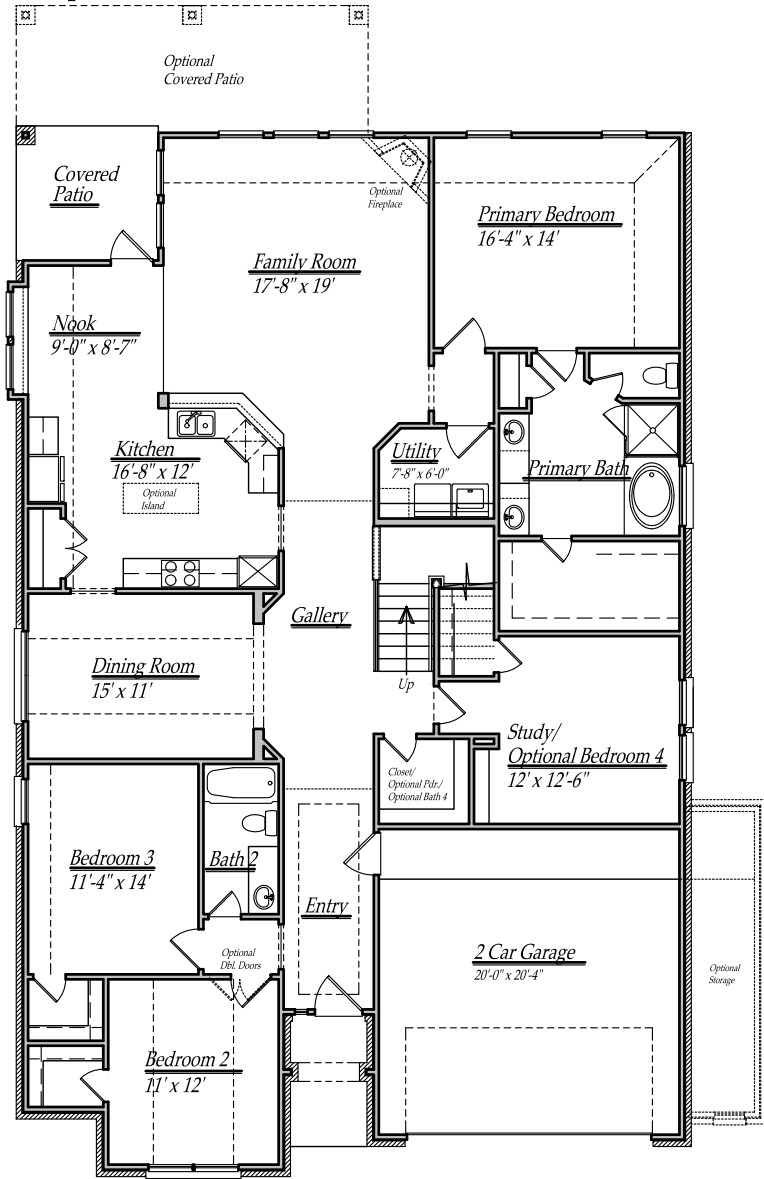 Optional
Covered Patio
Covered
Patio
Optional
Fireplace
Primary Bedroom
16'-4" x 14'
Family Room
17'-8" x 19'
Nook
9'-0" x 8'-7"
Kitchen
16'-8" x 12'
Optional
Island
Utility
7'-8" x 6'-0"
Primary Bath
Gallery
Dining Room
15' x 11'
Up
Study/
Optional Bedroom 4
12' x 12'-6"
Closet/
Optional Pdr./
Optional Bath 4
Bedroom 3
11'-4" x 14'
Bath 2
Entry
Optional
Dbl. Doors
2 Car Garage
20'-0" x 20'-4"
Optional
Storage
Bedroom 2
11' x 12'